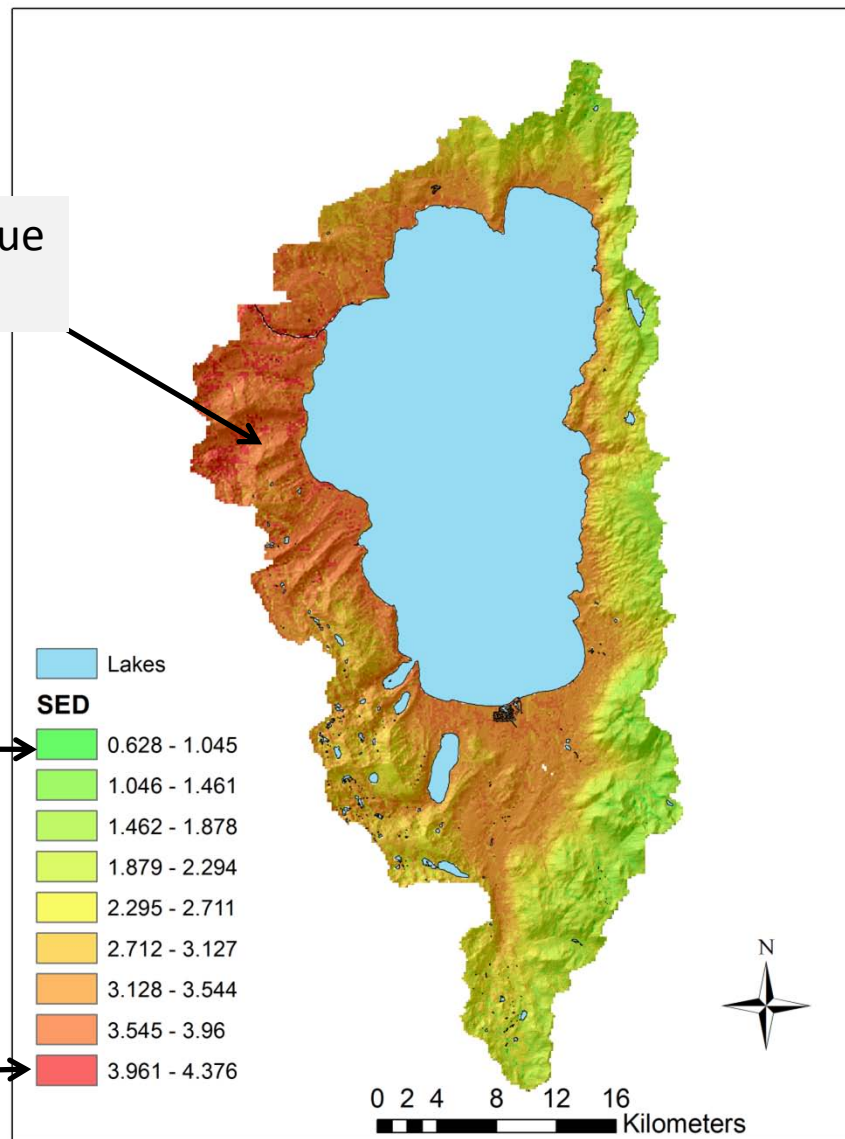 ue
Lakes
SED
0.628 - 1.045
1.046 - 1.461
1.462 - 1.878
1.879 - 2.294
2.295 - 2.711
2.712 - 3.127
3.128 - 3.544
3.545 - 3.96
3.961 - 4.376
N
0 2 4 8 12 16
Kilometers